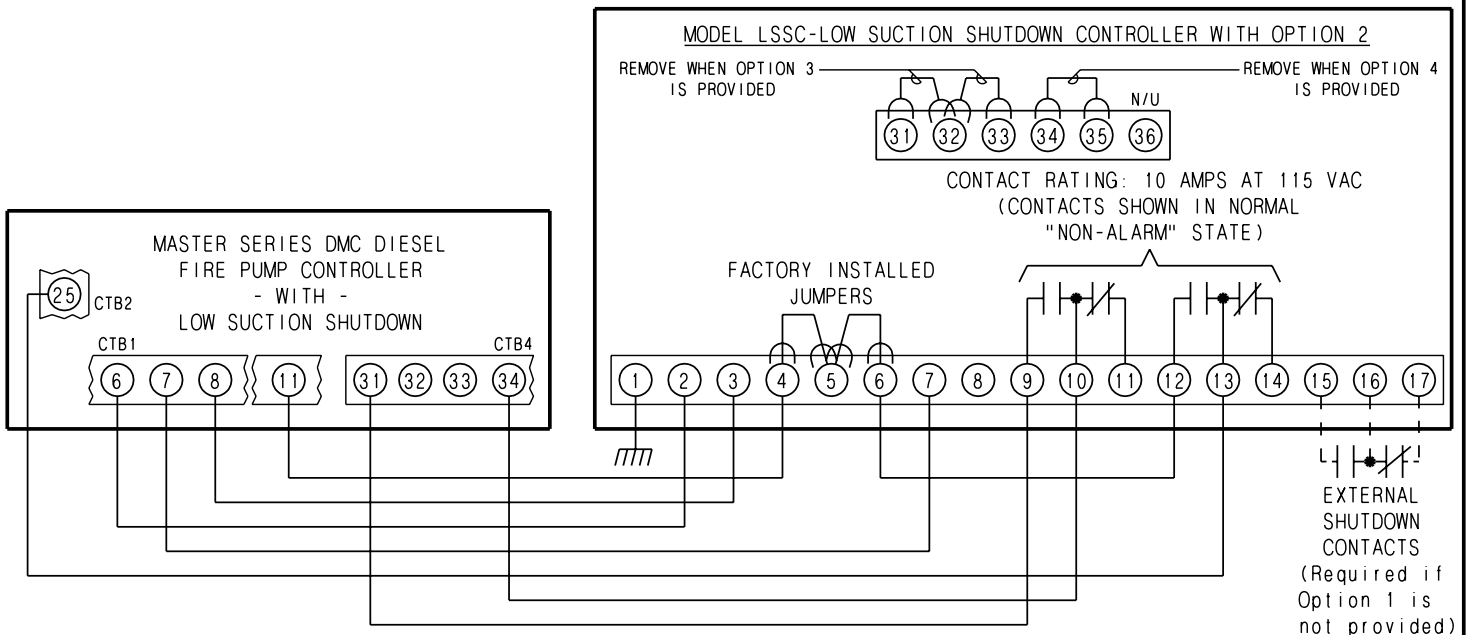 MODEL LSSC-LOW SUCTION SHUTDOWN CONTROLLER WITH OPTION 2
REMOVE WHEN OPTION 3
IS PROVIDED
REMOVE WHEN OPTION 4
IS PROVIDED
N/U
31 32 33 34 35 36
CONTACT RATING: 10 AMPS AT 115 VAC
(CONTACTS SHOWN IN NORMAL
"NON-ALARM" STATE)
MASTER SERIES DMC DIESEL
FIRE PUMP CONTROLLER
- WITH -
LOW SUCTION SHUTDOWN
25
CTB2
CTB1
CTB4
6 7 8 11 31 32 33 34
FACTORY INSTALLED
JUMPERS
1 2 3 4 5 6 7 8 9 10 11 12 13 14 15 16 17
EXTERNAL
SHUTDOWN
CONTACTS
(Required if
Option 1 is
not provided)